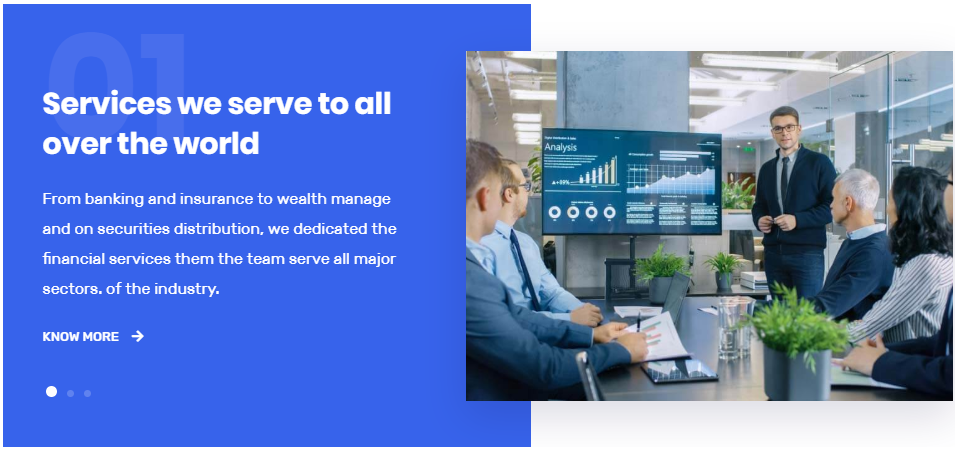 01
Services we serve to all
over the world
From banking and insurance to wealth manage
and on securities distribution, we dedicated the
financial services them the team serve all major
sectors. of the industry.
KNOW MORE
Analysis